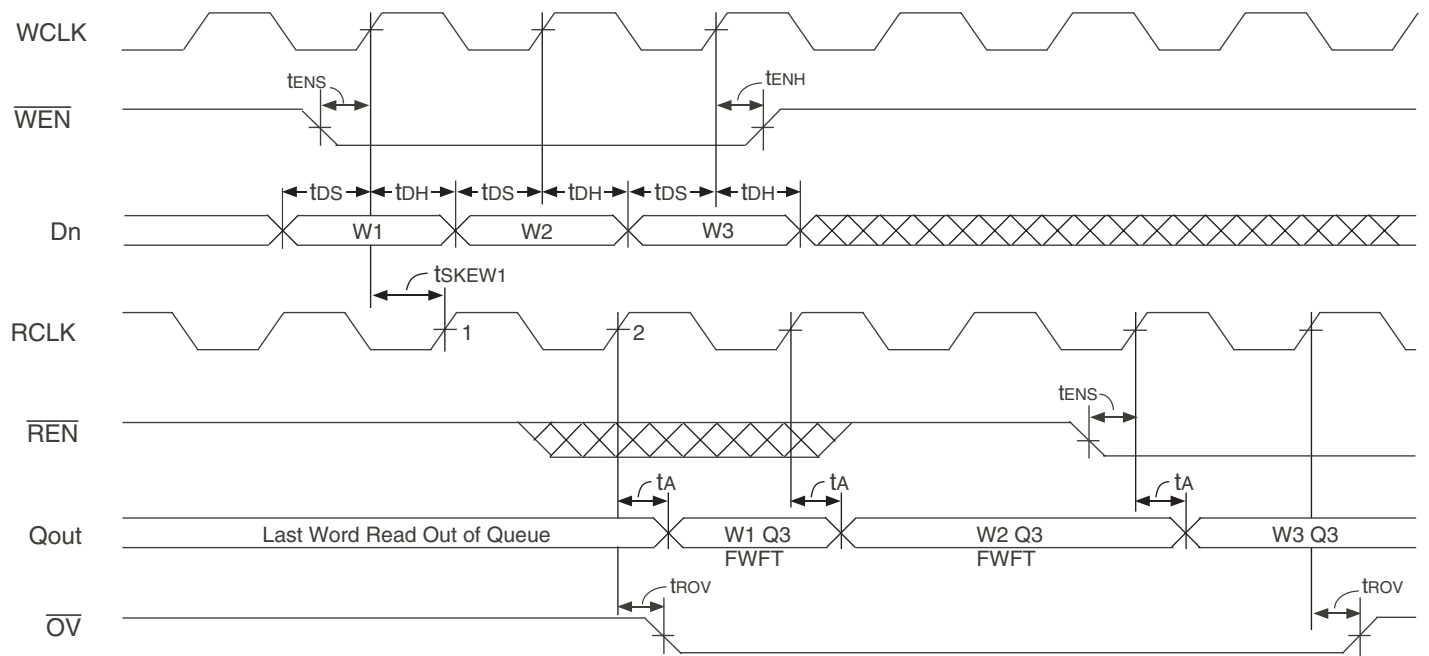 WCLK
tENS
tENH
WEN
tDS tDH tDS tDH tDS tDH
Dn W1 W2 W3
tSKEW1
RCLK 1 2
tENS
REN
tA tA tA
Qout Last Word Read Out of Queue W1 Q3 W2 Q3 W3 Q3
FWFT FWFT
tROV tROV
OV